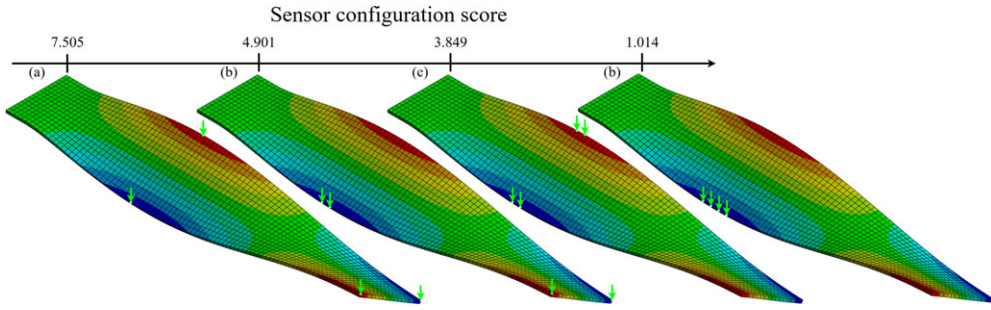 Sensor configuration score
7.505 4.901 3.849 1.014
(a) (b) (c) (b)